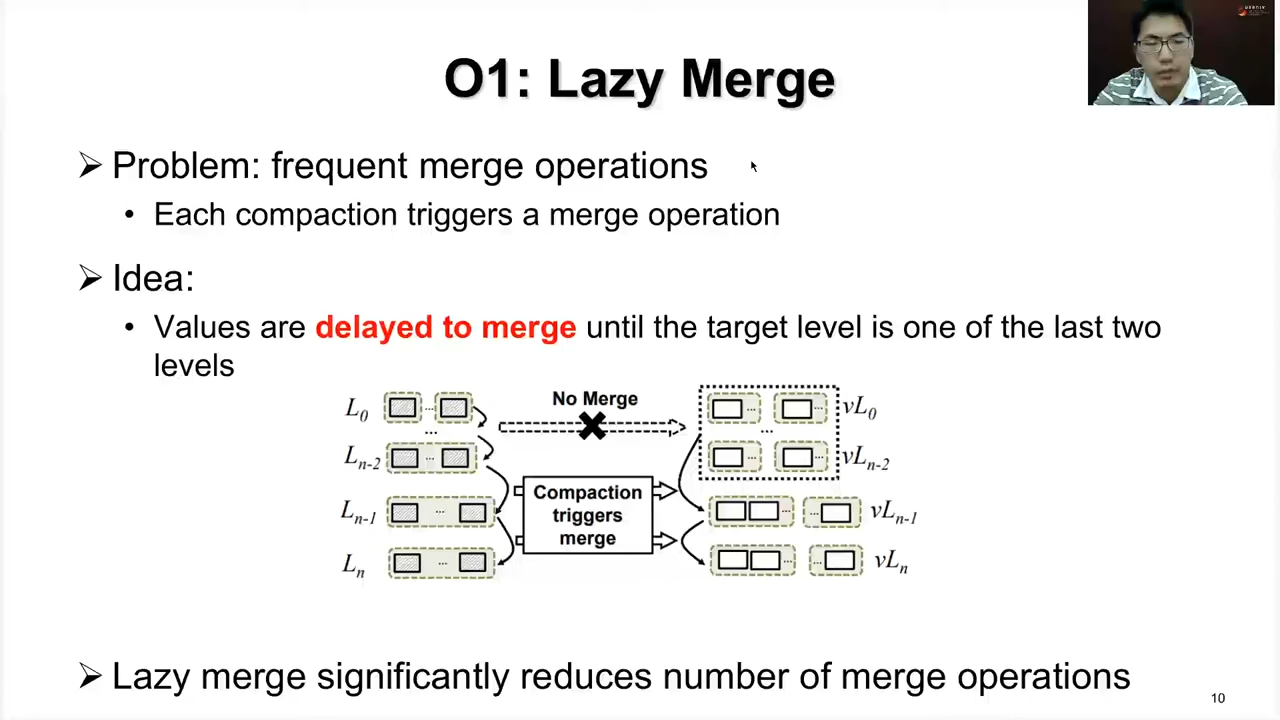 O1: Lazy Merge
➢ Problem: frequent merge operations
• Each compaction triggers a merge operation
➢ Idea:
• Values are delayed to merge until the target level is one of the last two
levels
L0 ... No Merge ... ... vL0
... ...
Ln-2 ... ... ... vLn-2
Compaction
triggers
merge
Ln-1 ... ... ... vLn-1
Ln ... ... ... vLn
➢ Lazy merge significantly reduces number of merge operations
10
usenix